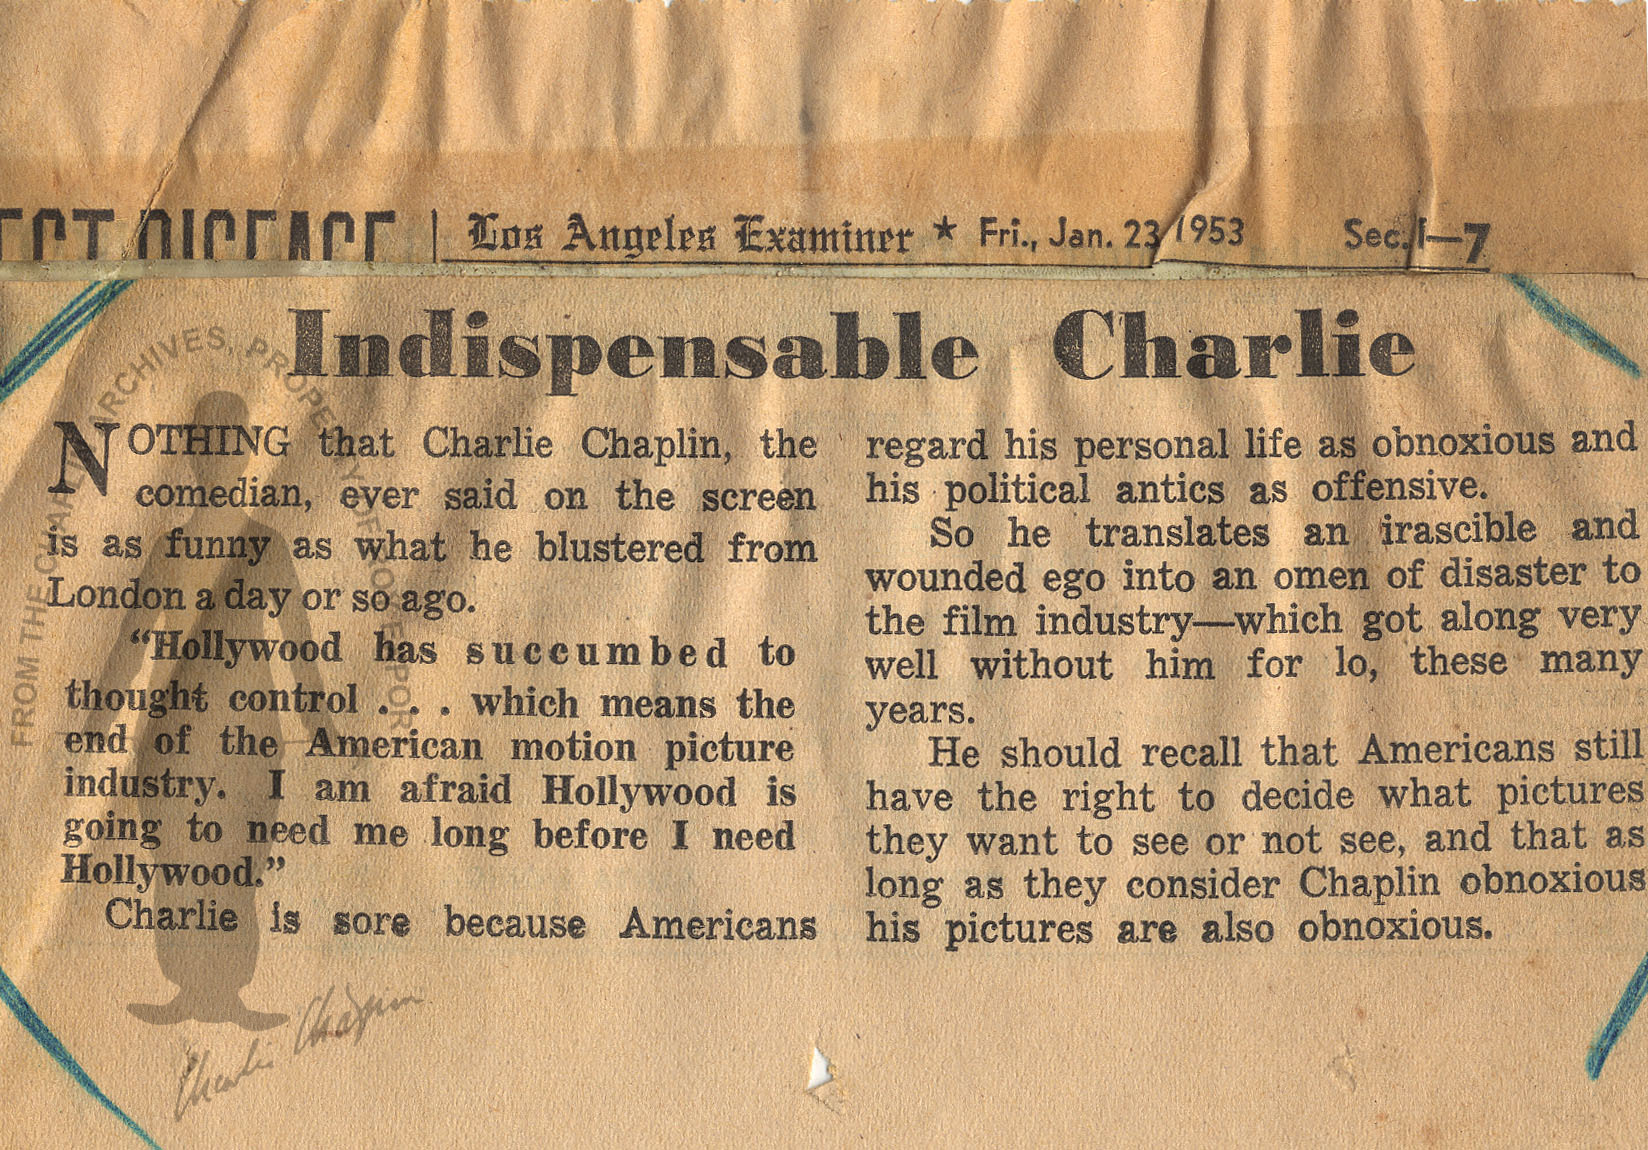 Los Angeles Examiner ★ Fri., Jan. 23, 1953 Sec. 1—7
Indispensable Charlie
NOTHING that Charlie Chaplin, the
comedian, ever said on the screen
is as funny as what he blustered from
London a day or so ago.
“Hollywood has succumbed to
thought control . . . which means the
end of the American motion picture
industry. I am afraid Hollywood is
going to need me long before I need
Hollywood.”
Charlie is sore because Americans
regard his personal life as obnoxious and
his political antics as offensive.
So he translates an irascible and
wounded ego into an omen of disaster to
the film industry—which got along very
well without him for lo, these many
years.
He should recall that Americans still
have the right to decide what pictures
they want to see or not see, and that as
long as they consider Chaplin obnoxious
his pictures are also obnoxious.
FROM THE CHAPLIN ARCHIVES, PROPERTY OF ROY EXPORT
Charlie Chaplin